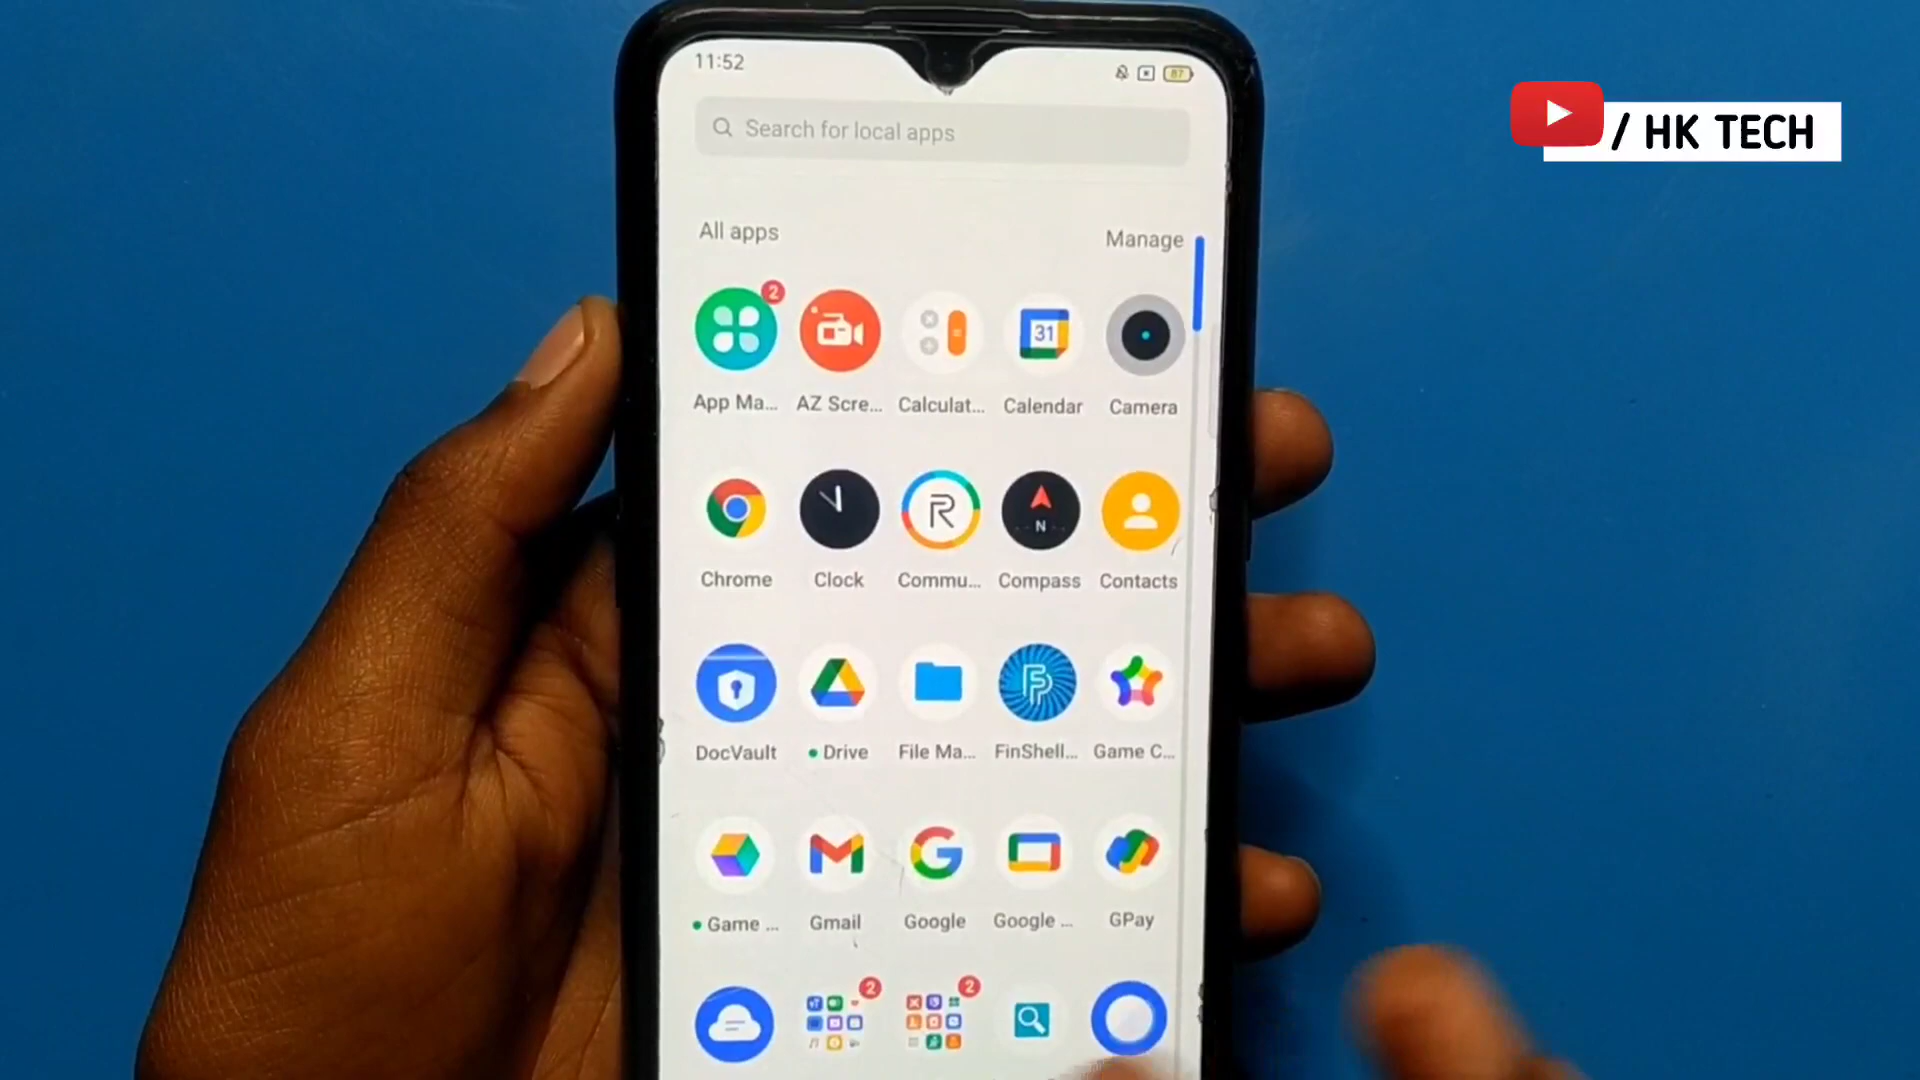 11:52
87
/ HK TECH
Search for local apps
All apps
Manage
2
31
App Ma... AZ Scre... Calculat... Calendar Camera
R
N
Chrome Clock Commu... Compass Contacts
DocVault Drive File Ma... FinShell... Game C...
Game ... Gmail Google Google ... GPay
2 2